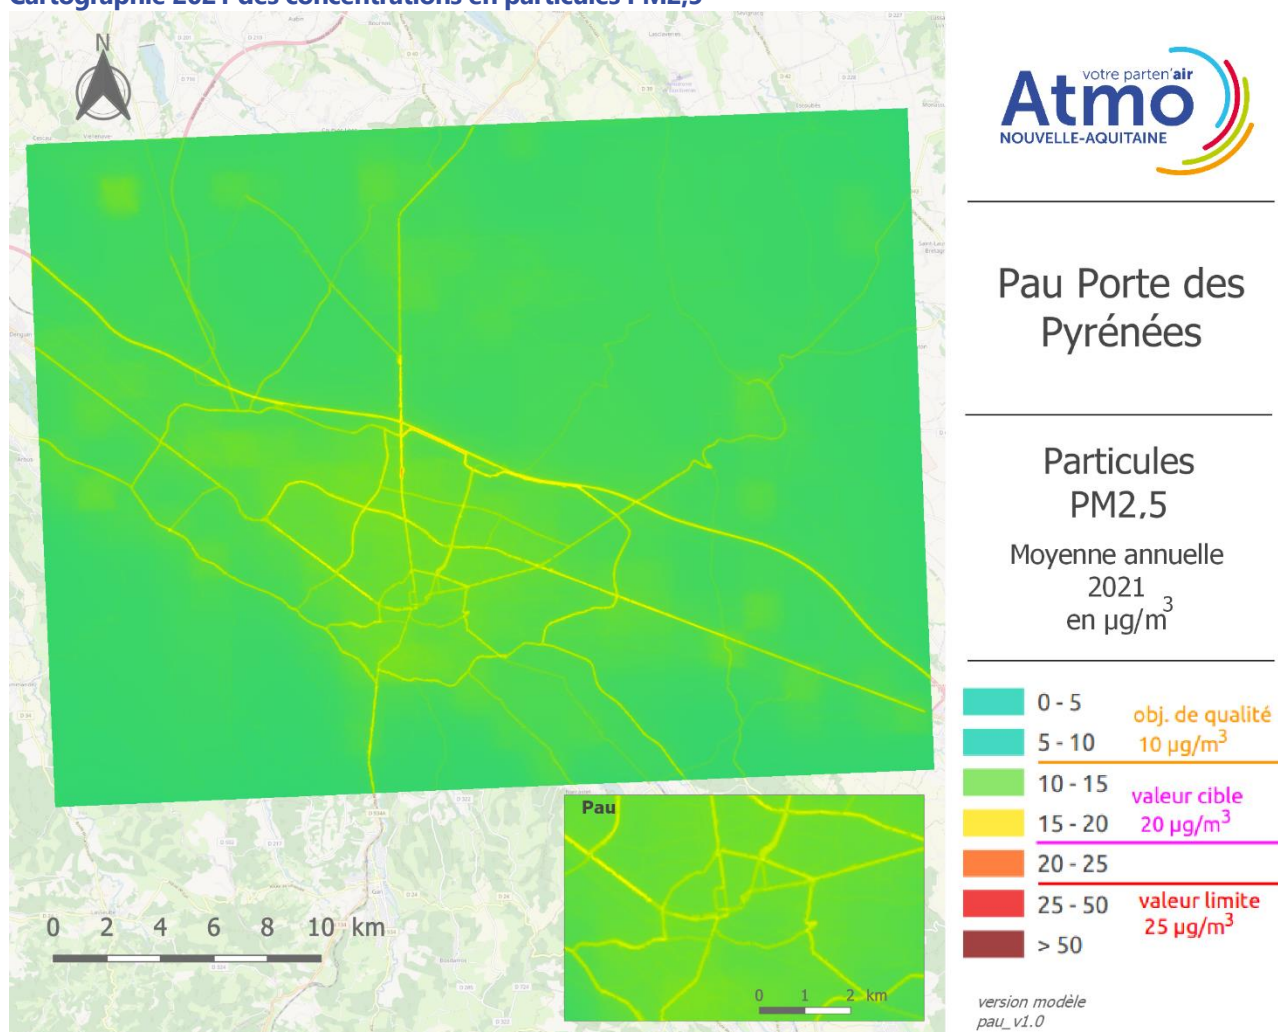 Cartographie 2021 des concentrations en particules PM2,5
N
votre parten'air
Atmo
NOUVELLE-AQUITAINE
Pau Porte des
Pyrénées
Particules
PM2,5
Moyenne annuelle
2021
en µg/m³
0 - 5
5 - 10
10 - 15
15 - 20
20 - 25
25 - 50
> 50
obj. de qualité
10 µg/m³
valeur cible
20 µg/m³
valeur limite
25 µg/m³
version modèle
pau_v1.0
Pau
0 1 2 km
0 2 4 6 8 10 km